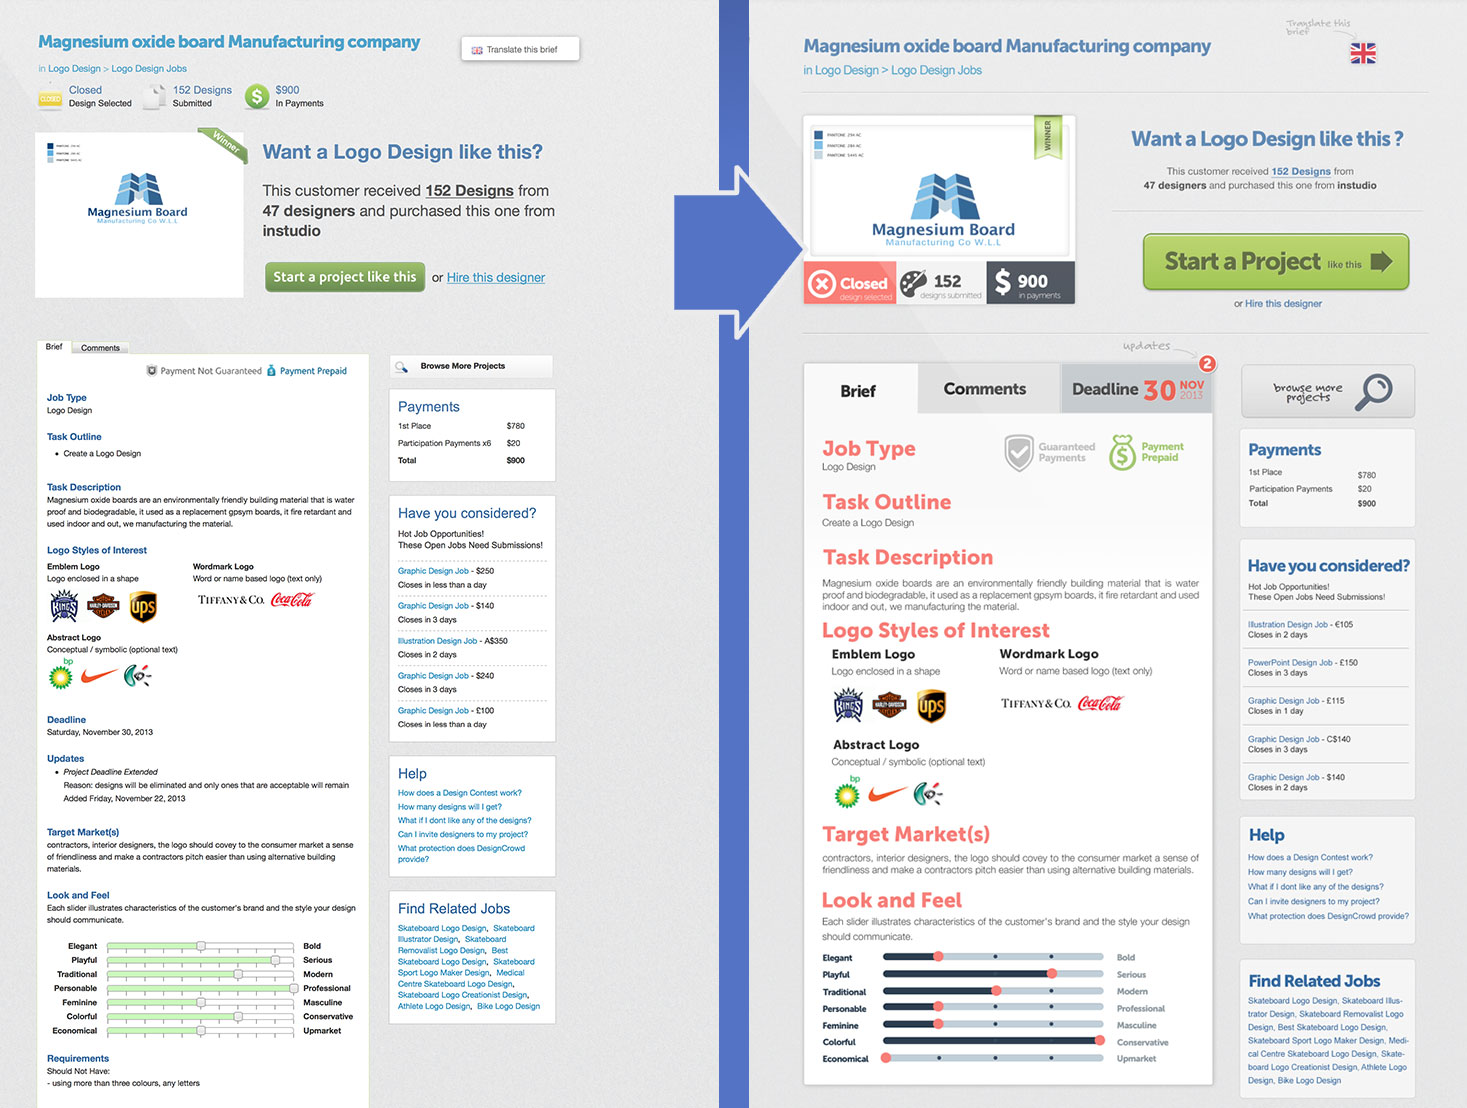 Magnesium oxide board Manufacturing company
Translate this brief
in Logo Design > Logo Design Jobs
CLOSED
Closed
Design Selected
152 Designs
Submitted
$
$900
In Payments
Winner
Magnesium Board
Manufacturing Co W.L.L
Want a Logo Design like this?
This customer received 152 Designs from
47 designers and purchased this one from
instudio
Start a project like this or Hire this designer
Brief
Comments
Payment Not Guaranteed
Payment Prepaid
Job Type
Logo Design
Task Outline
• Create a Logo Design
Task Description
Magnesium oxide boards are an environmentally friendly building material that is water
proof and biodegradable, it used as a replacement gpsym boards, it fire retardant and
used indoor and out, we manufacturing the material.
Logo Styles of Interest
Emblem Logo
Logo enclosed in a shape
KINGS
HARLEY-DAVIDSON
ups
Wordmark Logo
Word or name based logo (text only)
TIFFANY & CO.
Coca-Cola
Abstract Logo
Conceptual / symbolic (optional text)
bp
Deadline
Saturday, November 30, 2013
Updates
• Project Deadline Extended
Reason: designs will be eliminated and only ones that are acceptable will remain
Added Friday, November 22, 2013
Target Market(s)
contractors, interior designers, the logo should covey to the consumer market a sense
of friendliness and make a contractors pitch easier than using alternative building
materials.
Look and Feel
Each slider illustrates characteristics of the customer's brand and the style your design
should communicate.
Elegant Bold
Playful Serious
Traditional Modern
Personable Professional
Feminine Masculine
Colorful Conservative
Economical Upmarket
Requirements
Should Not Have:
- using more than three colours, any letters
Browse More Projects
Payments
1st Place $780
Participation Payments x6 $20
Total $900
Have you considered?
Hot Job Opportunities!
These Open Jobs Need Submissions!
Graphic Design Job - $250
Closes in less than a day
Graphic Design Job - $140
Closes in 3 days
Illustration Design Job - A$350
Closes in 2 days
Graphic Design Job - $240
Closes in 3 days
Graphic Design Job - £100
Closes in less than a day
Help
How does a Design Contest work?
How many designs will I get?
What if I dont like any of the designs?
Can I invite designers to my project?
What protection does DesignCrowd
provide?
Find Related Jobs
Skateboard Logo Design, Skateboard
Illustrator Design, Skateboard
Removalist Logo Design, Best
Skateboard Logo Design, Skateboard
Sport Logo Maker Design, Medical
Centre Skateboard Logo Design,
Skateboard Logo Creationist Design,
Athlete Logo Design, Bike Logo Design
Magnesium oxide board Manufacturing company
Translate this
brief
in Logo Design > Logo Design Jobs
PANTONE 294 AC
PANTONE 284 AC
PANTONE 5445 AC
WINNER
Magnesium Board
Manufacturing Co W.L.L
Closed
design selected
152
designs submitted
$ 900
in payments
Want a Logo Design like this ?
This customer received 152 Designs from
47 designers and purchased this one from instudio
Start a Project like this
or Hire this designer
updates
2
Brief
Comments
Deadline 30 NOV
2013
Job Type
Logo Design
Guaranteed
Payments
$
Payment
Prepaid
Task Outline
Create a Logo Design
Task Description
Magnesium oxide boards are an environmentally friendly building material that is water
proof and biodegradable, it used as a replacement gpsym boards, it fire retardant and used
indoor and out, we manufacturing the material.
Logo Styles of Interest
Emblem Logo
Logo enclosed in a shape
KINGS
HARLEY-DAVIDSON
ups
Wordmark Logo
Word or name based logo (text only)
TIFFANY & CO.
Coca-Cola
Abstract Logo
Conceptual / symbolic (optional text)
bp
Target Market(s)
contractors, interior designers, the logo should covey to the consumer market a sense of
friendliness and make a contractors pitch easier than using alternative building materials.
Look and Feel
Each slider illustrates characteristics of the customer's brand and the style your design
should communicate.
Elegant Bold
Playful Serious
Traditional Modern
Personable Professional
Feminine Masculine
Colorful Conservative
Economical Upmarket
browse more
projects
Payments
1st Place $780
Participation Payments $20
Total $900
Have you considered?
Hot Job Opportunities!
These Open Jobs Need Submissions!
Illustration Design Job - €105
Closes in 2 days
PowerPoint Design Job - £150
Closes in 3 days
Graphic Design Job - £115
Closes in 1 day
Graphic Design Job - C$140
Closes in 3 days
Graphic Design Job - $140
Closes in 2 days
Help
How does a Design Contest work?
How many designs will I get?
What if I dont like any of the designs?
Can I invite designers to my project?
What protection does DesignCrowd provide?
Find Related Jobs
Skateboard Logo Design, Skateboard Illus-
trator Design, Skateboard Removalist Logo
Design, Best Skateboard Logo Design,
Skateboard Sport Logo Maker Design, Medi-
cal Centre Skateboard Logo Design, Skate-
board Logo Creationist Design, Athlete Logo
Design, Bike Logo Design